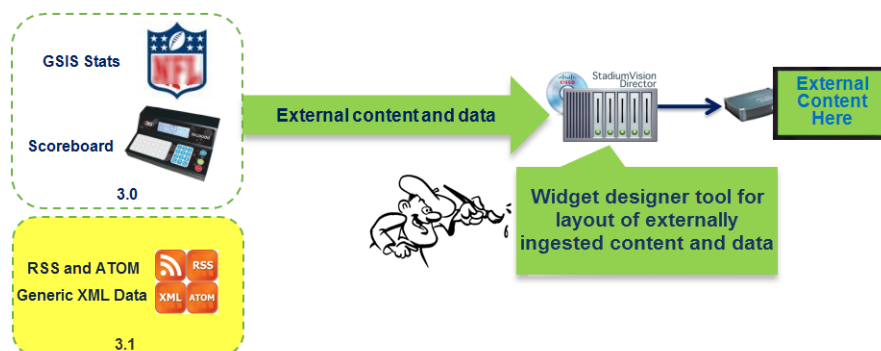 GSIS Stats
NFL
Scoreboard
3.0
RSS and ATOM
Generic XML Data
RSS
XML
ATOM
3.1
External content and data
CISCO
StadiumVision
Director
External
Content
Here
Widget designer tool for
layout of externally
ingested content and data